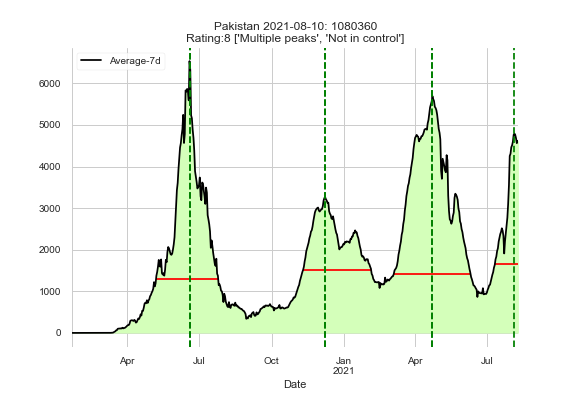 Pakistan 2021-08-10: 1080360
Rating:8 ['Multiple peaks', 'Not in control']
Average-7d
6000
5000
4000
3000
2000
1000
0
Apr Jul Oct Jan Apr Jul
2021
Date